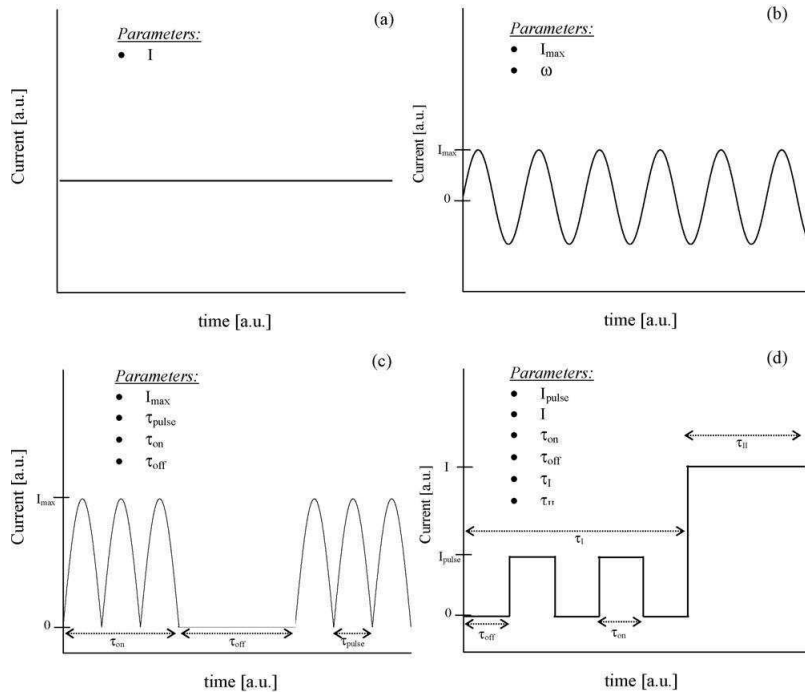 (a)
Parameters:
• I
Current [a.u.]
time [a.u.]
(b)
Parameters:
• Imax
• ω
Current [a.u.]
Imax
0
time [a.u.]
(c)
Parameters:
• Imax
• τpulse
• τon
• τoff
Current [a.u.]
Imax
0
τon
τoff
τpulse
time [a.u.]
(d)
Parameters:
• Ipulse
• I
• τon
• τoff
• τI
• τII
Current [a.u.]
I
τII
τI
Ipulse
0
τoff
τon
time [a.u.]